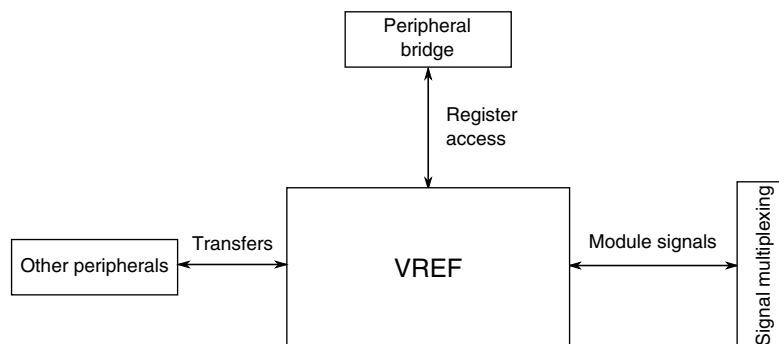 Peripheral
bridge
Register
access
Other peripherals
Transfers
VREF
Module signals
Signal multiplexing